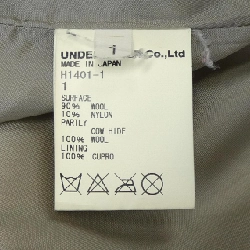 1
Co.,Ltd
MADE IN JAPAN
H1401-1
1
SURFACE
90% WOOL
10% NYLON
PARTLY
COW HIDE
100% WOOL
LINING
100% CUPRO